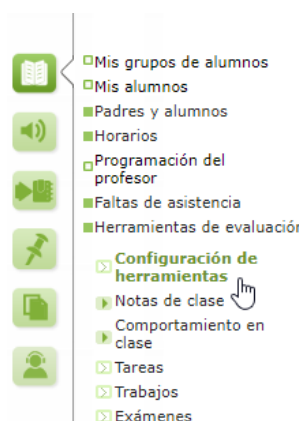 Mis grupos de alumnos
Mis alumnos
Padres y alumnos
Horarios
Programación del
profesor
Faltas de asistencia
Herramientas de evaluación
Configuración de
herramientas
Notas de clase
Comportamiento en
clase
Tareas
Trabajos
Exámenes